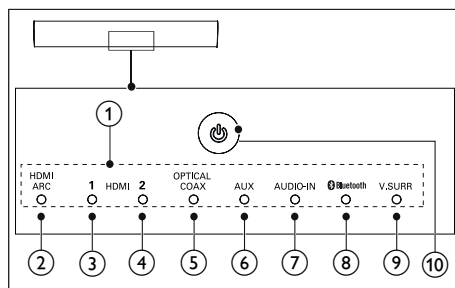 1
HDMI
ARC
1 HDMI 2
OPTICAL
COAX
AUX
AUDIO-IN
Bluetooth
V.SURR
2 3 4 5 6 7 8 9 10